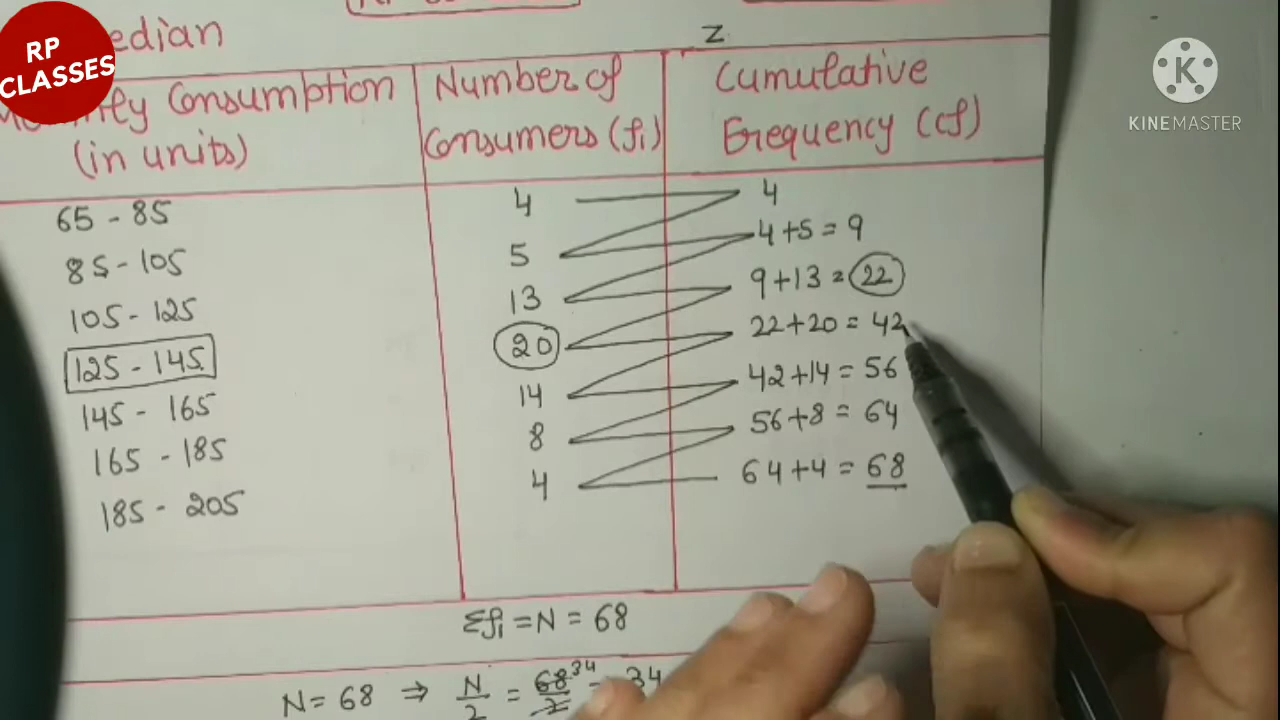 RP
CLASSES
edian
z
KINEMASTER
Consumption
(in units)
Number of
Consumers (fi)
Cumulative
Frequency (cf)
65 - 85 4 4
85 - 105 5 4 + 5 = 9
105 - 125 13 9 + 13 = 22
125 - 145 20 22 + 20 = 42
145 - 165 14 42 + 14 = 56
165 - 185 8 56 + 8 = 64
185 - 205 4 64 + 4 = 68
Σfi = N = 68
N = 68 ⇒ N/2 = 68/2 34 = 34